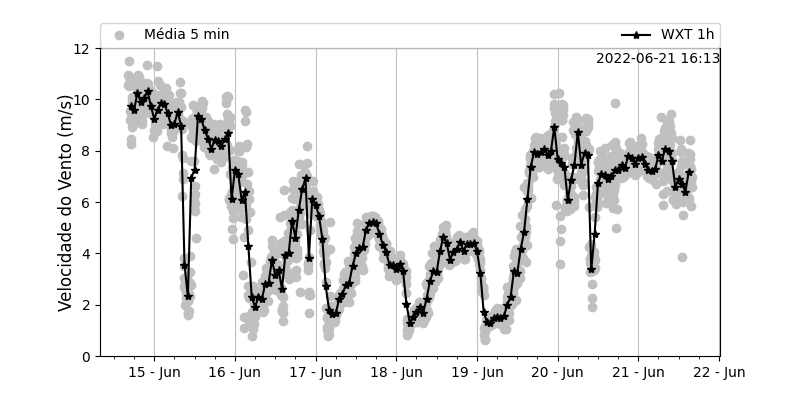 Média 5 min
WXT 1h
2022-06-21 16:13
Velocidade do Vento (m/s)
12
10
8
6
4
2
0
15 - Jun
16 - Jun
17 - Jun
18 - Jun
19 - Jun
20 - Jun
21 - Jun
22 - Jun